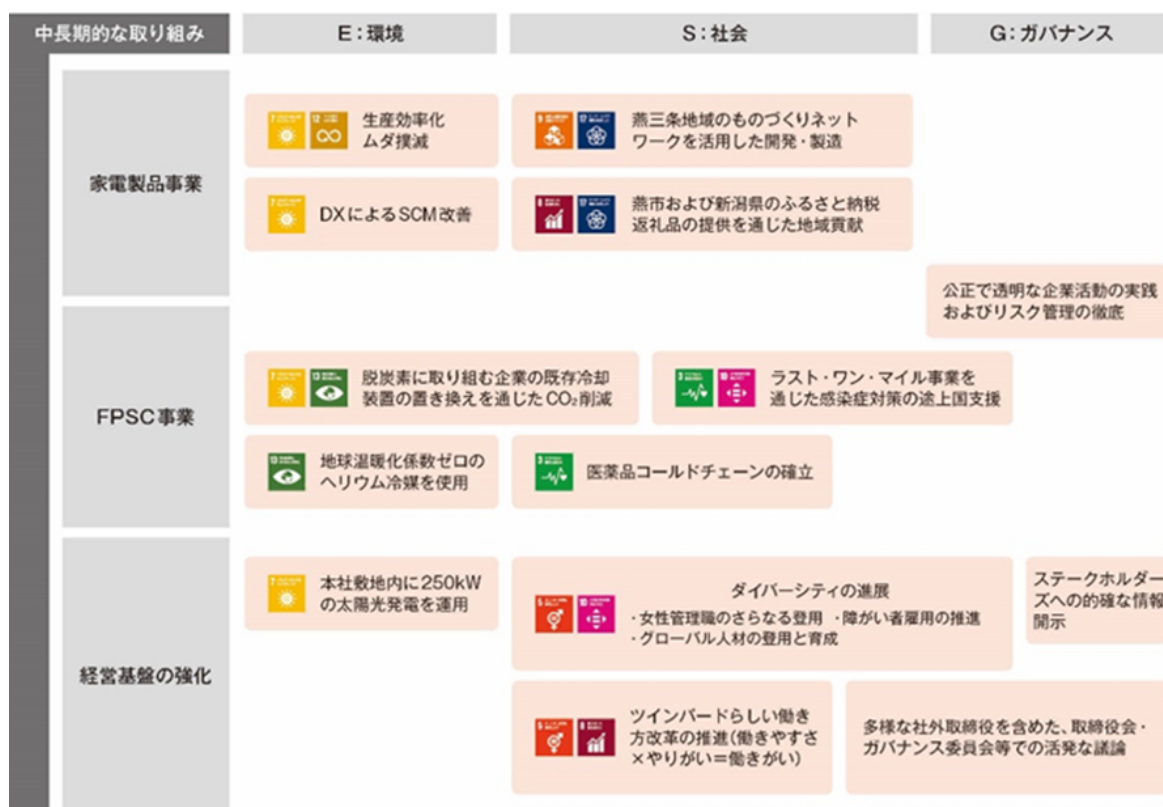 中長期的な取り組み
E:環境
S:社会
G:ガバナンス
家電製品事業
7 12
生産効率化
ムダ撲滅
9 17
燕三条地域のものづくりネット
ワークを活用した開発・製造
7
DXによるSCM改善
8 17
燕市および新潟県のふるさと納税
返礼品の提供を通じた地域貢献
公正で透明な企業活動の実践
およびリスク管理の徹底
FPSC事業
7 13
脱炭素に取り組む企業の既存冷却
装置の置き換えを通じたCO₂削減
3 10
ラスト・ワン・マイル事業を
通じた感染症対策の途上国支援
13
地球温暖化係数ゼロの
ヘリウム冷媒を使用
3
医薬品コールドチェーンの確立
経営基盤の強化
7
本社敷地内に250kW
の太陽光発電を運用
5 10
ダイバーシティの進展
・女性管理職のさらなる登用 ・障がい者雇用の推進
・グローバル人材の登用と育成
ステークホルダー
ズへの的確な情報
開示
5 8
ツインバードらしい働き
方改革の推進(働きやすさ
×やりがい=働きがい)
多様な社外取締役を含めた、取締役会・
ガバナンス委員会等での活発な議論